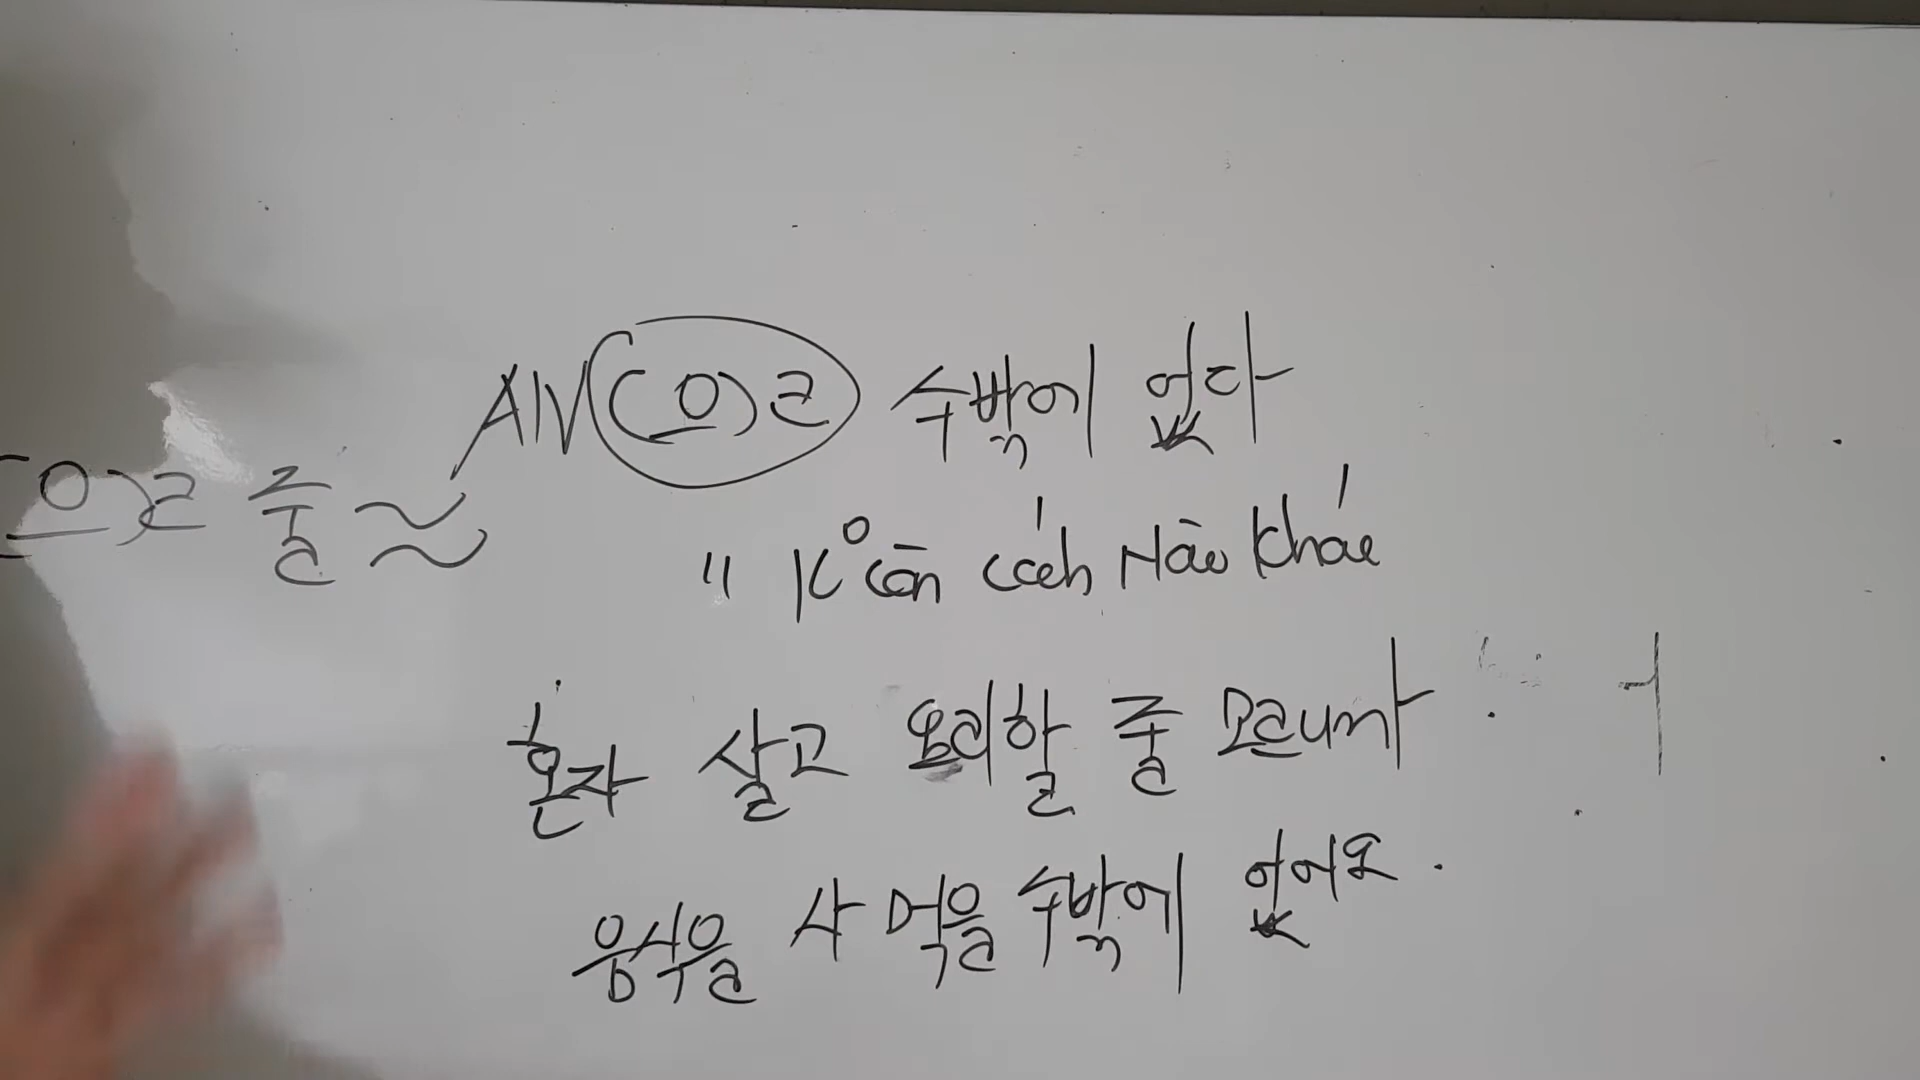 A/V (으)ㄹ 수밖에 없다
(으)ㄹ 줄 ~
" K° còn cách Nào khác
혼자 살고 요리할 줄 모르니까
음식을 사 먹을 수밖에 없어요.